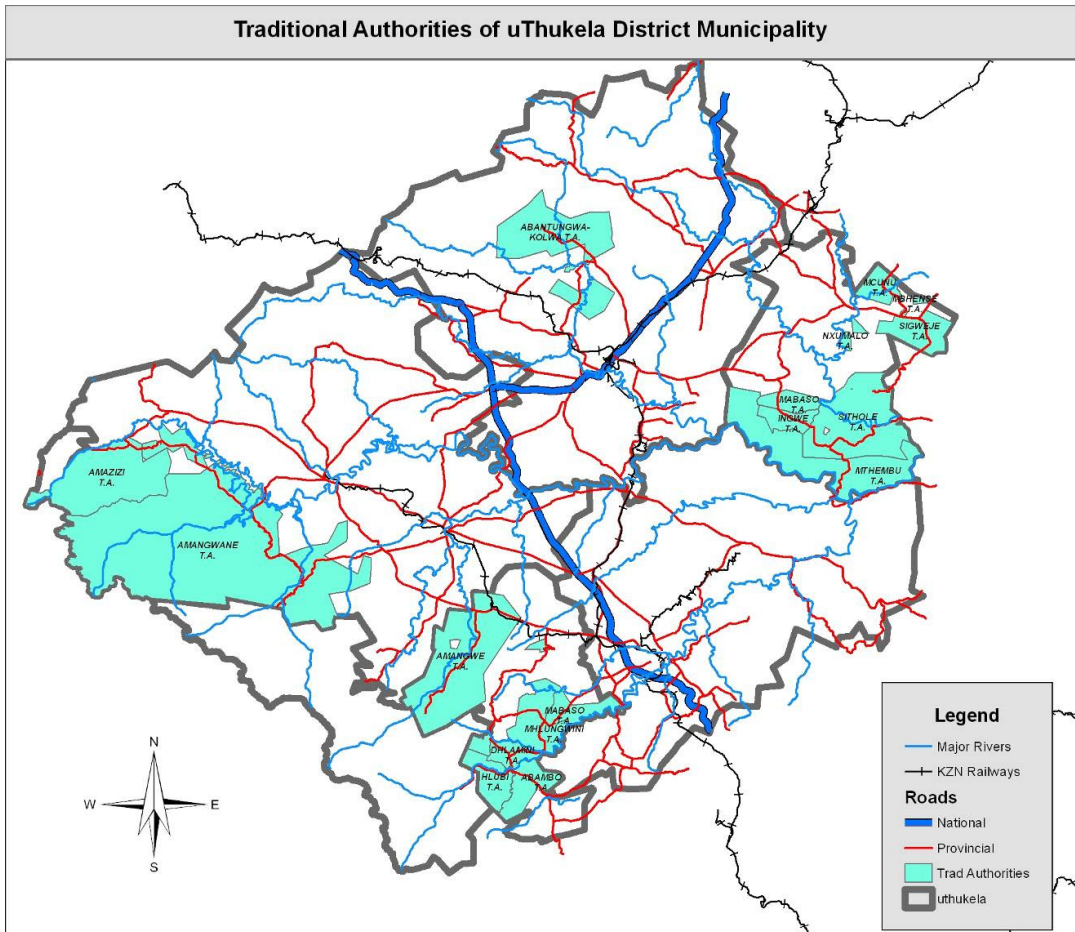 Traditional Authorities of uThukela District Municipality
ABANTUNGWA-
KOLWA T.A.
MCUNU
T.A.
MBHENSE
T.A.
SIGWEJE
T.A.
NXUMALO
T.A.
MABASO
T.A.
INGWE
T.A.
SITHOLE
T.A.
MTHEMBU
T.A.
AMAZIZI
T.A.
AMANGWANE
T.A.
AMANGWE
T.A.
MABASO
T.A.
MHLUNGWINI
T.A.
DHLAMINI
T.A.
HLUBI
T.A.
ABAMBO
T.A.
N
W
E
S
Legend
Major Rivers
KZN Railways
Roads
National
Provincial
Trad Authorities
uthukela